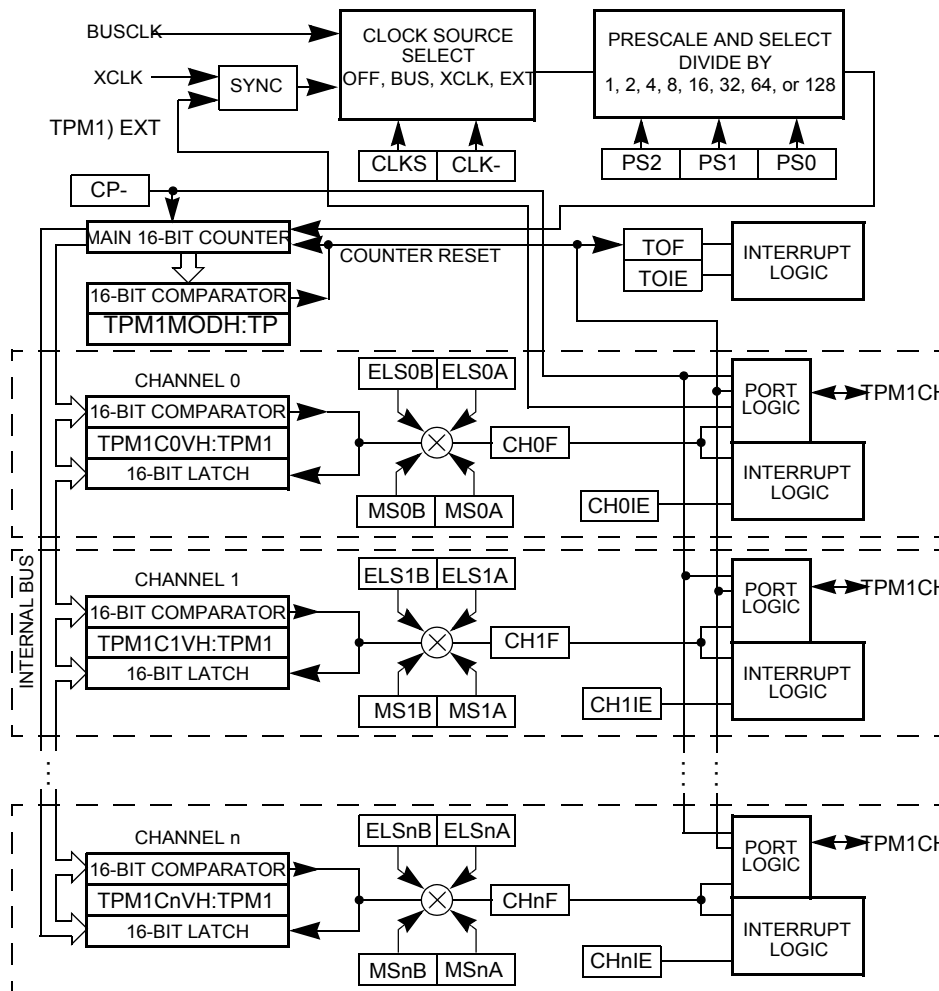 BUSCLK
CLOCK SOURCE
SELECT
OFF, BUS, XCLK, EXT
PRESCALE AND SELECT
DIVIDE BY
1, 2, 4, 8, 16, 32, 64, or 128
XCLK
SYNC
TPM1) EXT
CLKS
CLK-
PS2
PS1
PS0
CP-
MAIN 16-BIT COUNTER
COUNTER RESET
TOF
TOIE
INTERRUPT
LOGIC
16-BIT COMPARATOR
TPM1MODH:TP
CHANNEL 0
ELS0B
ELS0A
PORT
LOGIC
TPM1CH
16-BIT COMPARATOR
TPM1C0VH:TPM1
16-BIT LATCH
CH0F
INTERRUPT
LOGIC
MS0B
MS0A
CH0IE
INTERNAL BUS
CHANNEL 1
ELS1B
ELS1A
PORT
LOGIC
TPM1CH
16-BIT COMPARATOR
TPM1C1VH:TPM1
16-BIT LATCH
CH1F
INTERRUPT
LOGIC
MS1B
MS1A
CH1IE
CHANNEL n
ELSnB
ELSnA
PORT
LOGIC
TPM1CH
16-BIT COMPARATOR
TPM1CnVH:TPM1
16-BIT LATCH
CHnF
INTERRUPT
LOGIC
MSnB
MSnA
CHnIE